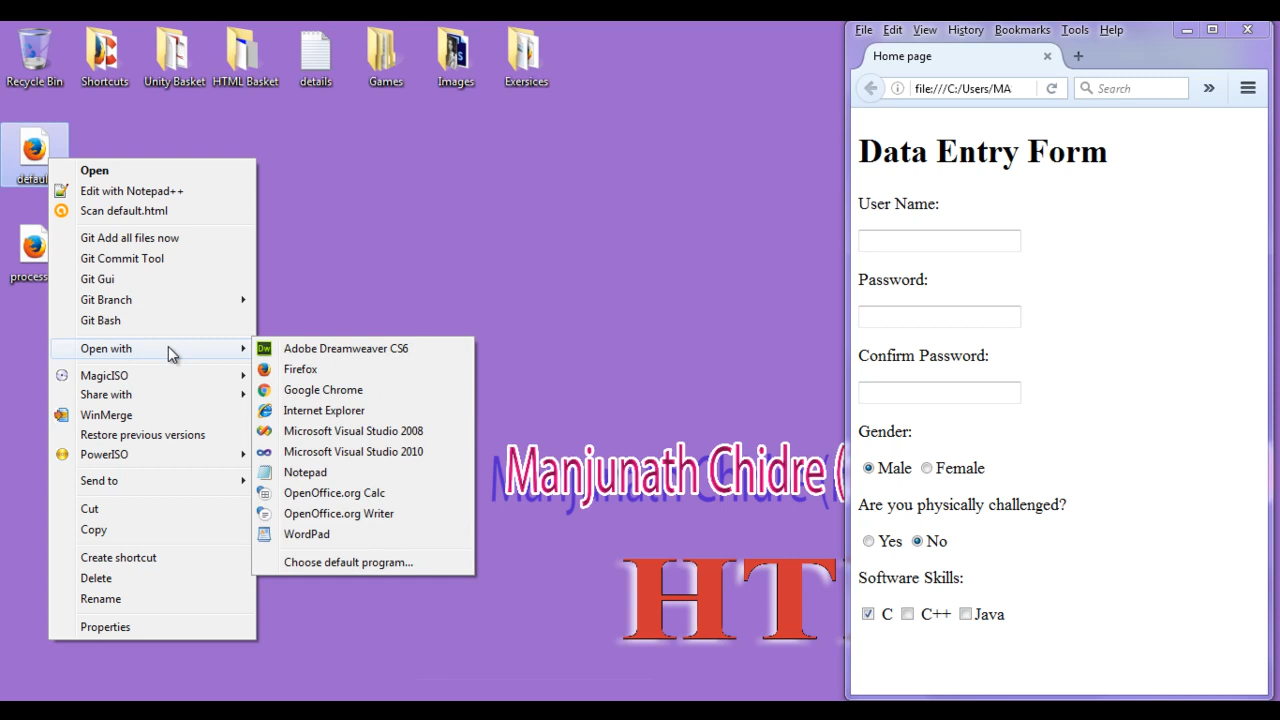 Recycle Bin
Shortcuts
Unity Basket
HTML Basket
details
Games
Images
Exersices
Open
Edit with Notepad++
Scan default.html
Git Add all files now
Git Commit Tool
Git Gui
Git Branch
Git Bash
Open with
MagicISO
Share with
WinMerge
Restore previous versions
PowerISO
Send to
Cut
Copy
Create shortcut
Delete
Rename
Properties
Adobe Dreamweaver CS6
Firefox
Google Chrome
Internet Explorer
Microsoft Visual Studio 2008
Microsoft Visual Studio 2010
Notepad
OpenOffice.org Calc
OpenOffice.org Writer
WordPad
Choose default program...
Manjunath Chidre (
HT
File Edit View History Bookmarks Tools Help
Home page
file:///C:/Users/MA
Search
Data Entry Form
User Name:
Password:
Confirm Password:
Gender:
Male Female
Are you physically challenged?
Yes No
Software Skills:
C C++ Java